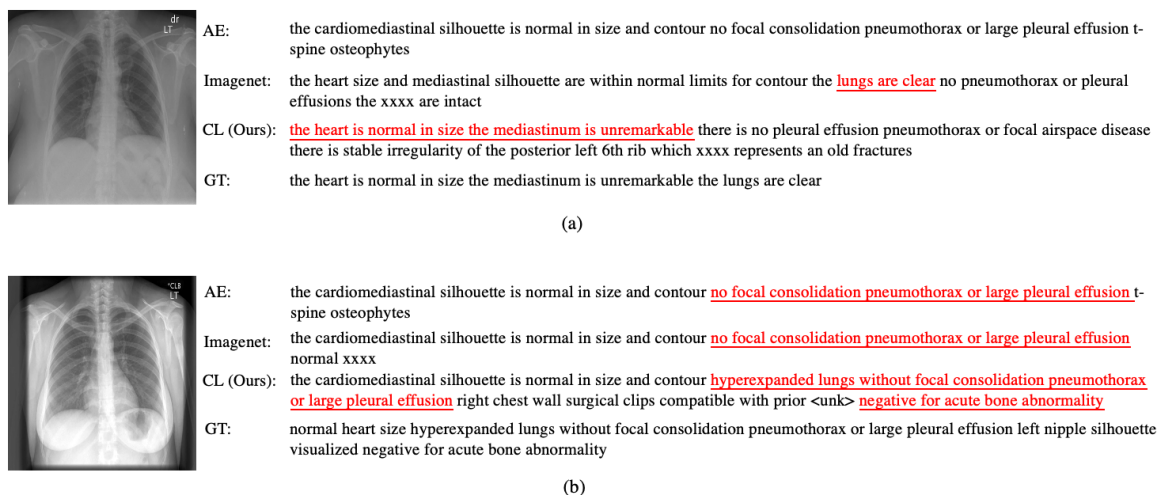 dr
LT
AE: the cardiomediastinal silhouette is normal in size and contour no focal consolidation pneumothorax or large pleural effusion t-
spine osteophytes
Imagenet: the heart size and mediastinal silhouette are within normal limits for contour the lungs are clear no pneumothorax or pleural
effusions the xxxx are intact
CL (Ours): the heart is normal in size the mediastinum is unremarkable there is no pleural effusion pneumothorax or focal airspace disease
there is stable irregularity of the posterior left 6th rib which xxxx represents an old fractures
GT: the heart is normal in size the mediastinum is unremarkable the lungs are clear
(a)
*CLB
LT
AE: the cardiomediastinal silhouette is normal in size and contour no focal consolidation pneumothorax or large pleural effusion t-
spine osteophytes
Imagenet: the cardiomediastinal silhouette is normal in size and contour no focal consolidation pneumothorax or large pleural effusion
normal xxxx
CL (Ours): the cardiomediastinal silhouette is normal in size and contour hyperexpanded lungs without focal consolidation pneumothorax
or large pleural effusion right chest wall surgical clips compatible with prior <unk> negative for acute bone abnormality
GT: normal heart size hyperexpanded lungs without focal consolidation pneumothorax or large pleural effusion left nipple silhouette
visualized negative for acute bone abnormality
(b)